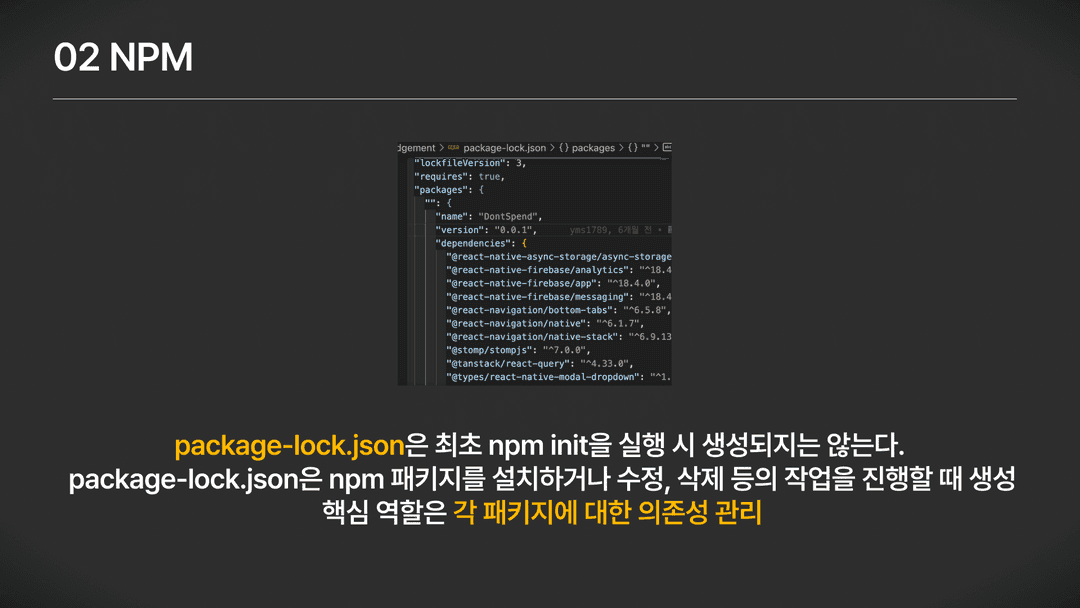 02 NPM
dgement > package-lock.json > {} packages > {} "" >
"lockfileVersion": 3,
"requires": true,
"packages": {
"": {
"name": "DontSpend",
"version": "0.0.1", yms1789, 6개월 전 •
"dependencies": {
"@react-native-async-storage/async-storage
"@react-native-firebase/analytics": "^18.4
"@react-native-firebase/app": "^18.4.0",
"@react-native-firebase/messaging": "^18.4
"@react-navigation/bottom-tabs": "^6.5.8",
"@react-navigation/native": "^6.1.7",
"@react-navigation/native-stack": "^6.9.13
"@stomp/stompjs": "^7.0.0",
"@tanstack/react-query": "^4.33.0",
"@types/react-native-modal-dropdown": "^1.
package-lock.json은 최초 npm init을 실행 시 생성되지는 않는다.
package-lock.json은 npm 패키지를 설치하거나 수정, 삭제 등의 작업을 진행할 때 생성
핵심 역할은 각 패키지에 대한 의존성 관리